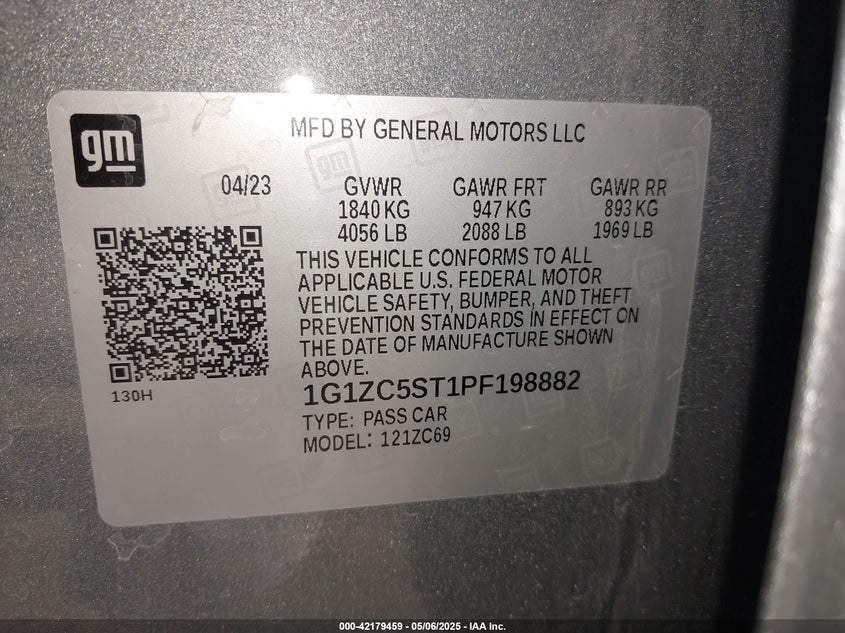 gm
MFD BY GENERAL MOTORS LLC
04/23 GVWR GAWR FRT GAWR RR
1840 KG 947 KG 893 KG
4056 LB 2088 LB 1969 LB
THIS VEHICLE CONFORMS TO ALL
APPLICABLE U.S. FEDERAL MOTOR
VEHICLE SAFETY, BUMPER, AND THEFT
PREVENTION STANDARDS IN EFFECT ON
THE DATE OF MANUFACTURE SHOWN
ABOVE.
130H
1G1ZC5ST1PF198882
TYPE: PASS CAR
MODEL: 121ZC69
000-42179459 - 05/06/2025 - IAA Inc.